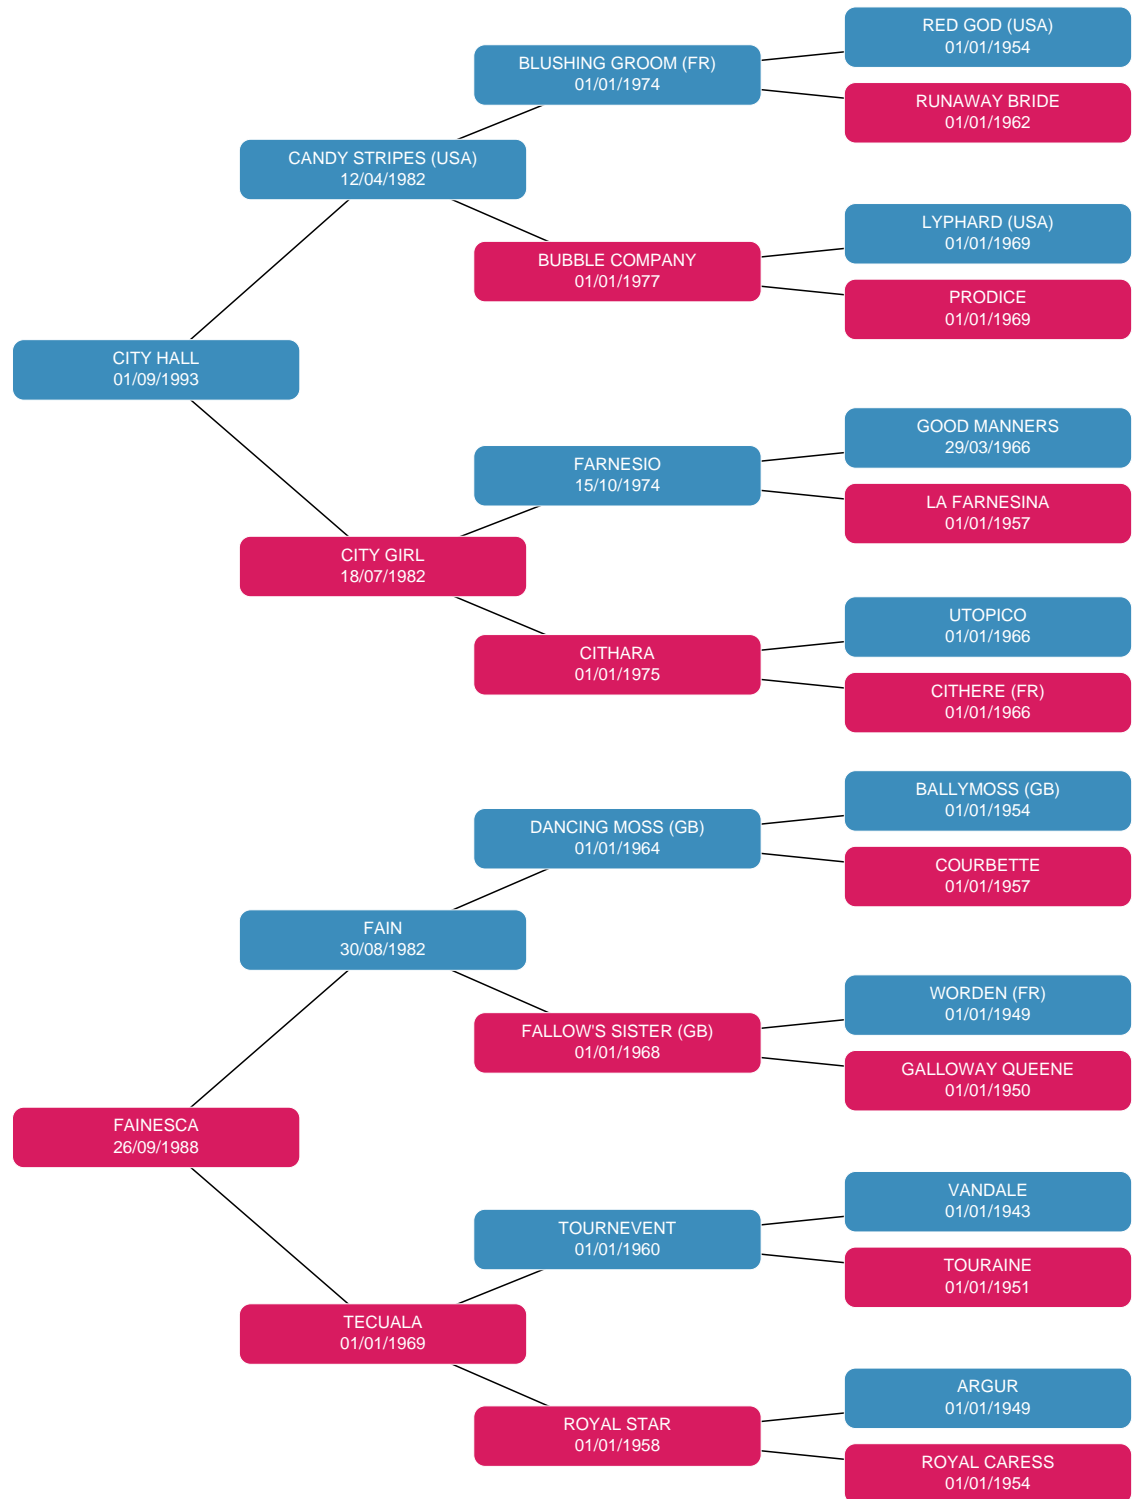 RED GOD (USA)
01/01/1954
BLUSHING GROOM (FR)
01/01/1974
RUNAWAY BRIDE
01/01/1962
CANDY STRIPES (USA)
12/04/1982
LYPHARD (USA)
01/01/1969
BUBBLE COMPANY
01/01/1977
PRODICE
01/01/1969
CITY HALL
01/09/1993
GOOD MANNERS
29/03/1966
FARNESIO
15/10/1974
LA FARNESINA
01/01/1957
CITY GIRL
18/07/1982
UTOPICO
01/01/1966
CITHARA
01/01/1975
CITHERE (FR)
01/01/1966
BALLYMOSS (GB)
01/01/1954
DANCING MOSS (GB)
01/01/1964
COURBETTE
01/01/1957
FAIN
30/08/1982
WORDEN (FR)
01/01/1949
FALLOW'S SISTER (GB)
01/01/1968
GALLOWAY QUEENE
01/01/1950
FAINESCA
26/09/1988
VANDALE
01/01/1943
TOURNEVENT
01/01/1960
TOURAINE
01/01/1951
TECUALA
01/01/1969
ARGUR
01/01/1949
ROYAL STAR
01/01/1958
ROYAL CARESS
01/01/1954